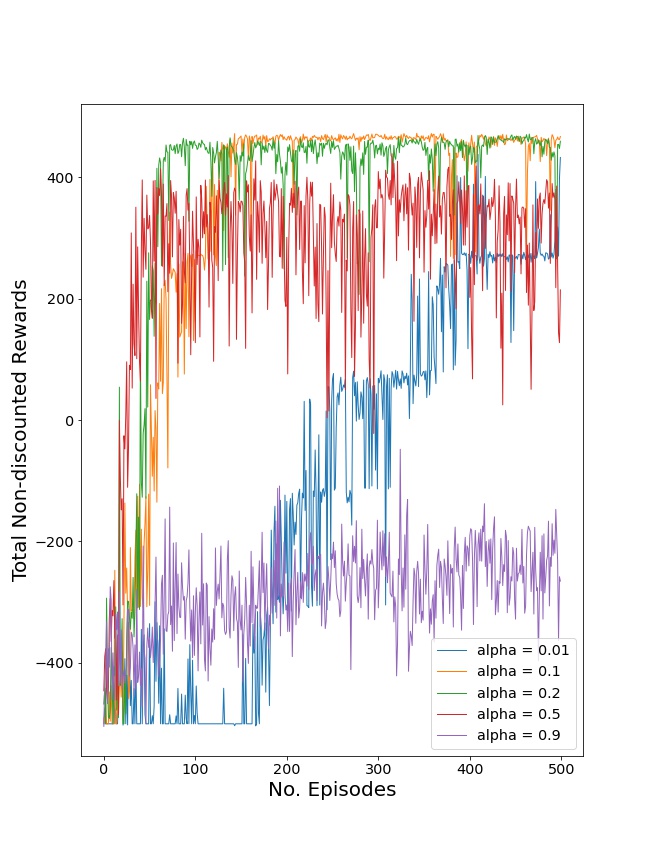 Total Non-discounted Rewards
400
200
0
−200
−400
0 100 200 300 400 500
No. Episodes
alpha = 0.01
alpha = 0.1
alpha = 0.2
alpha = 0.5
alpha = 0.9